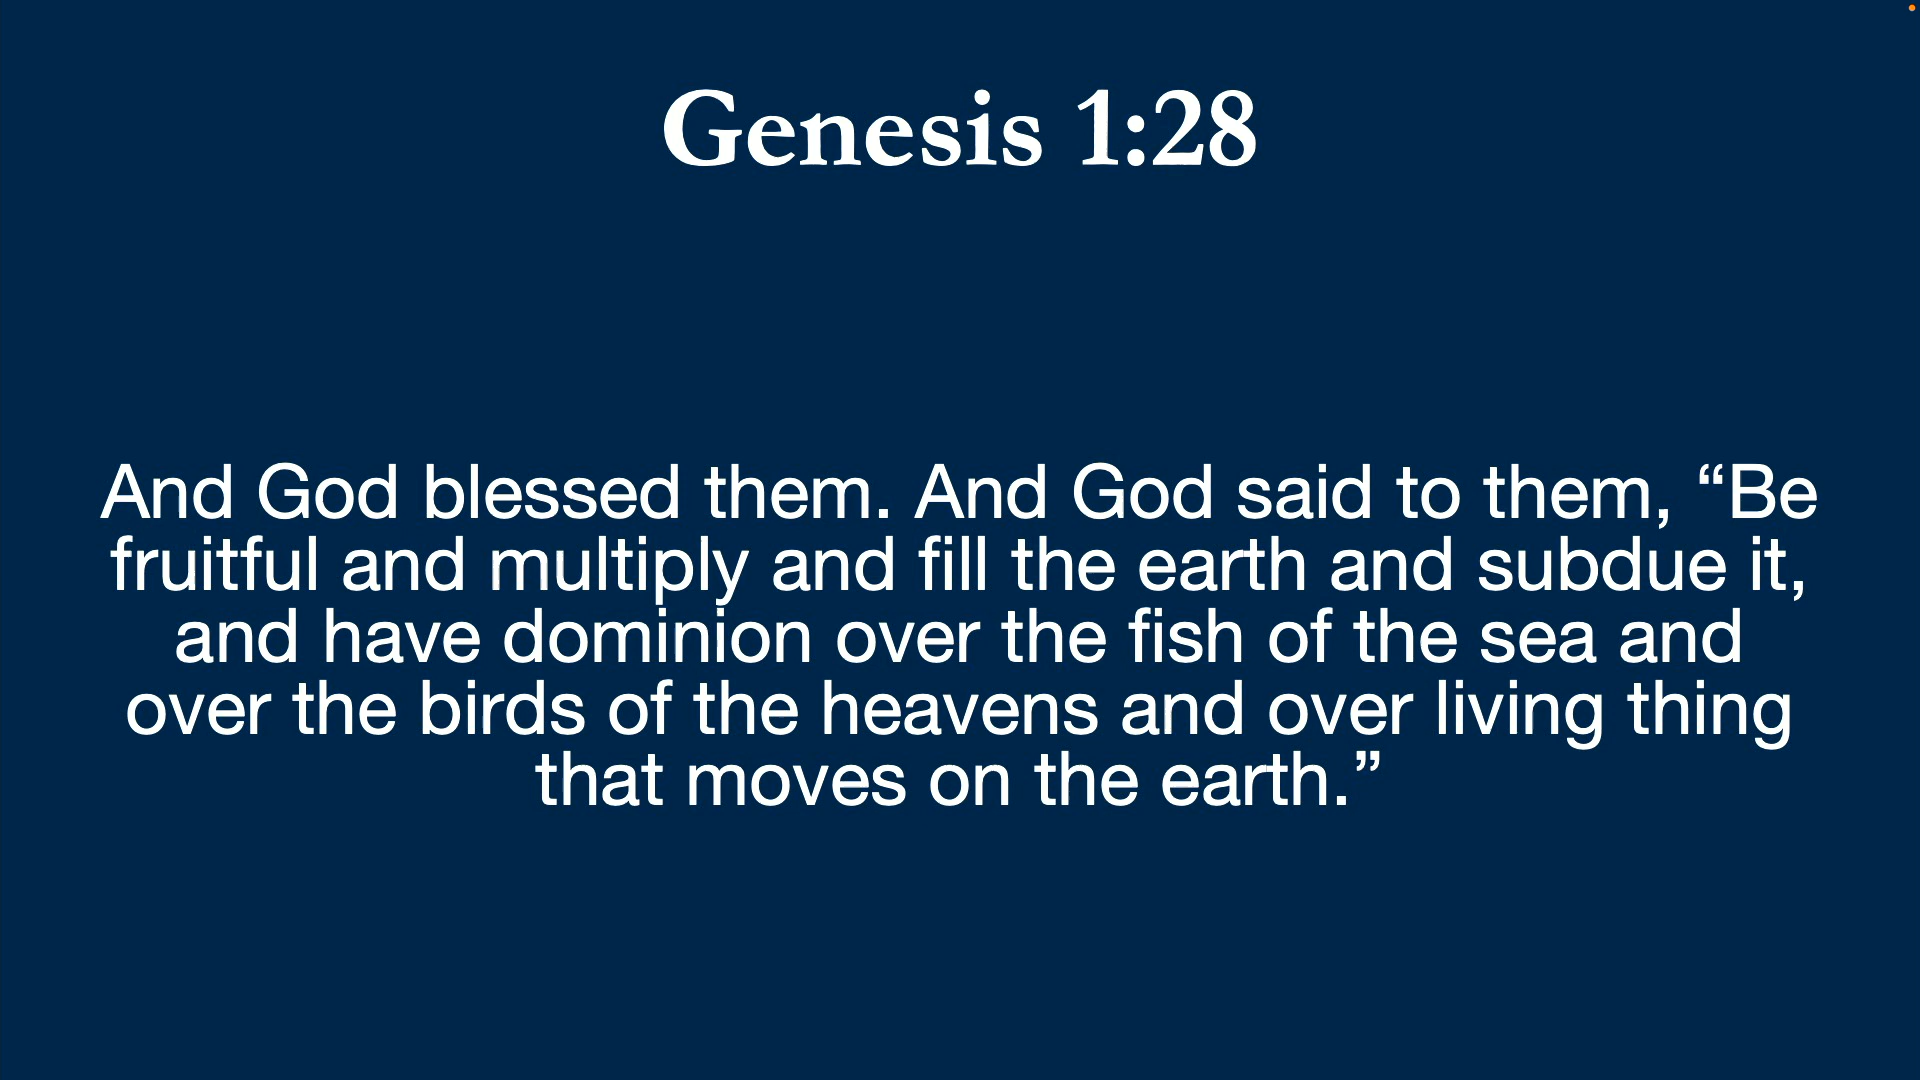 Genesis 1:28
And God blessed them. And God said to them, “Be
fruitful and multiply and fill the earth and subdue it,
and have dominion over the fish of the sea and
over the birds of the heavens and over living thing
that moves on the earth.”